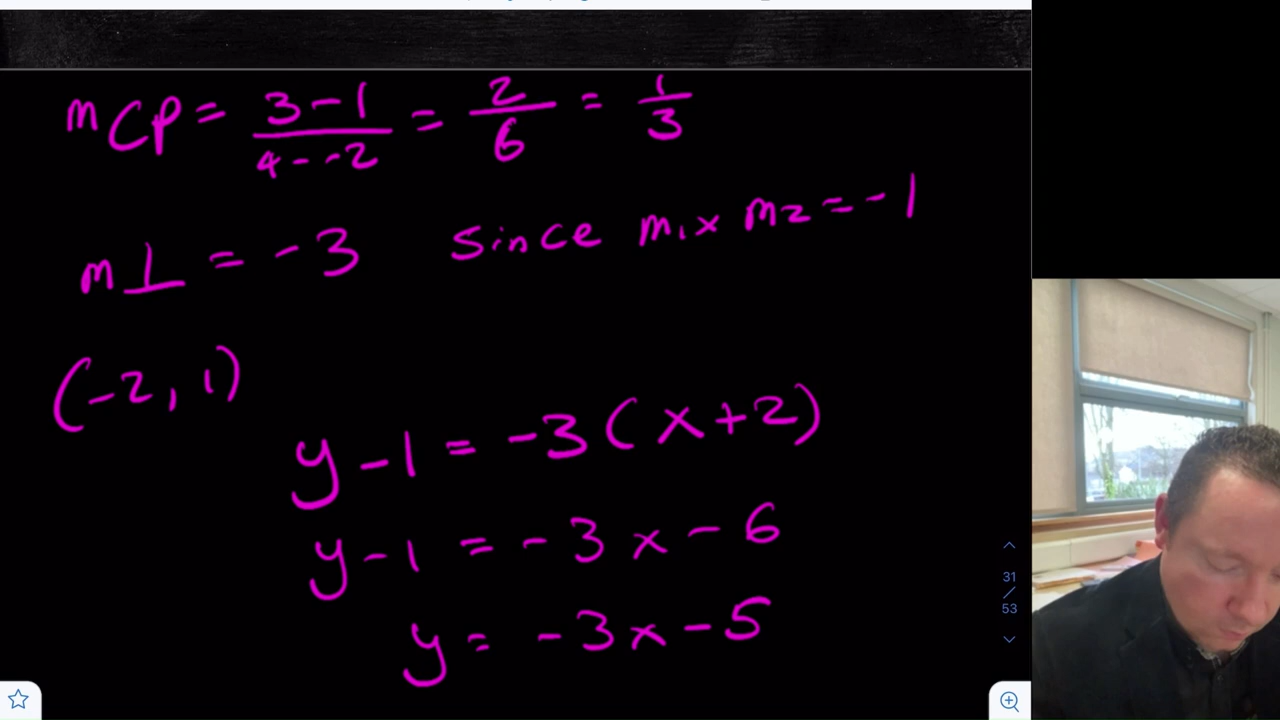 mCP = 3-1/4--2 = 2/6 = 1/3
m⊥ = -3 since m₁ x m₂ = -1
(-2, 1)
y - 1 = -3(x+2)
y - 1 = -3x - 6
y = -3x - 5
31
/
53